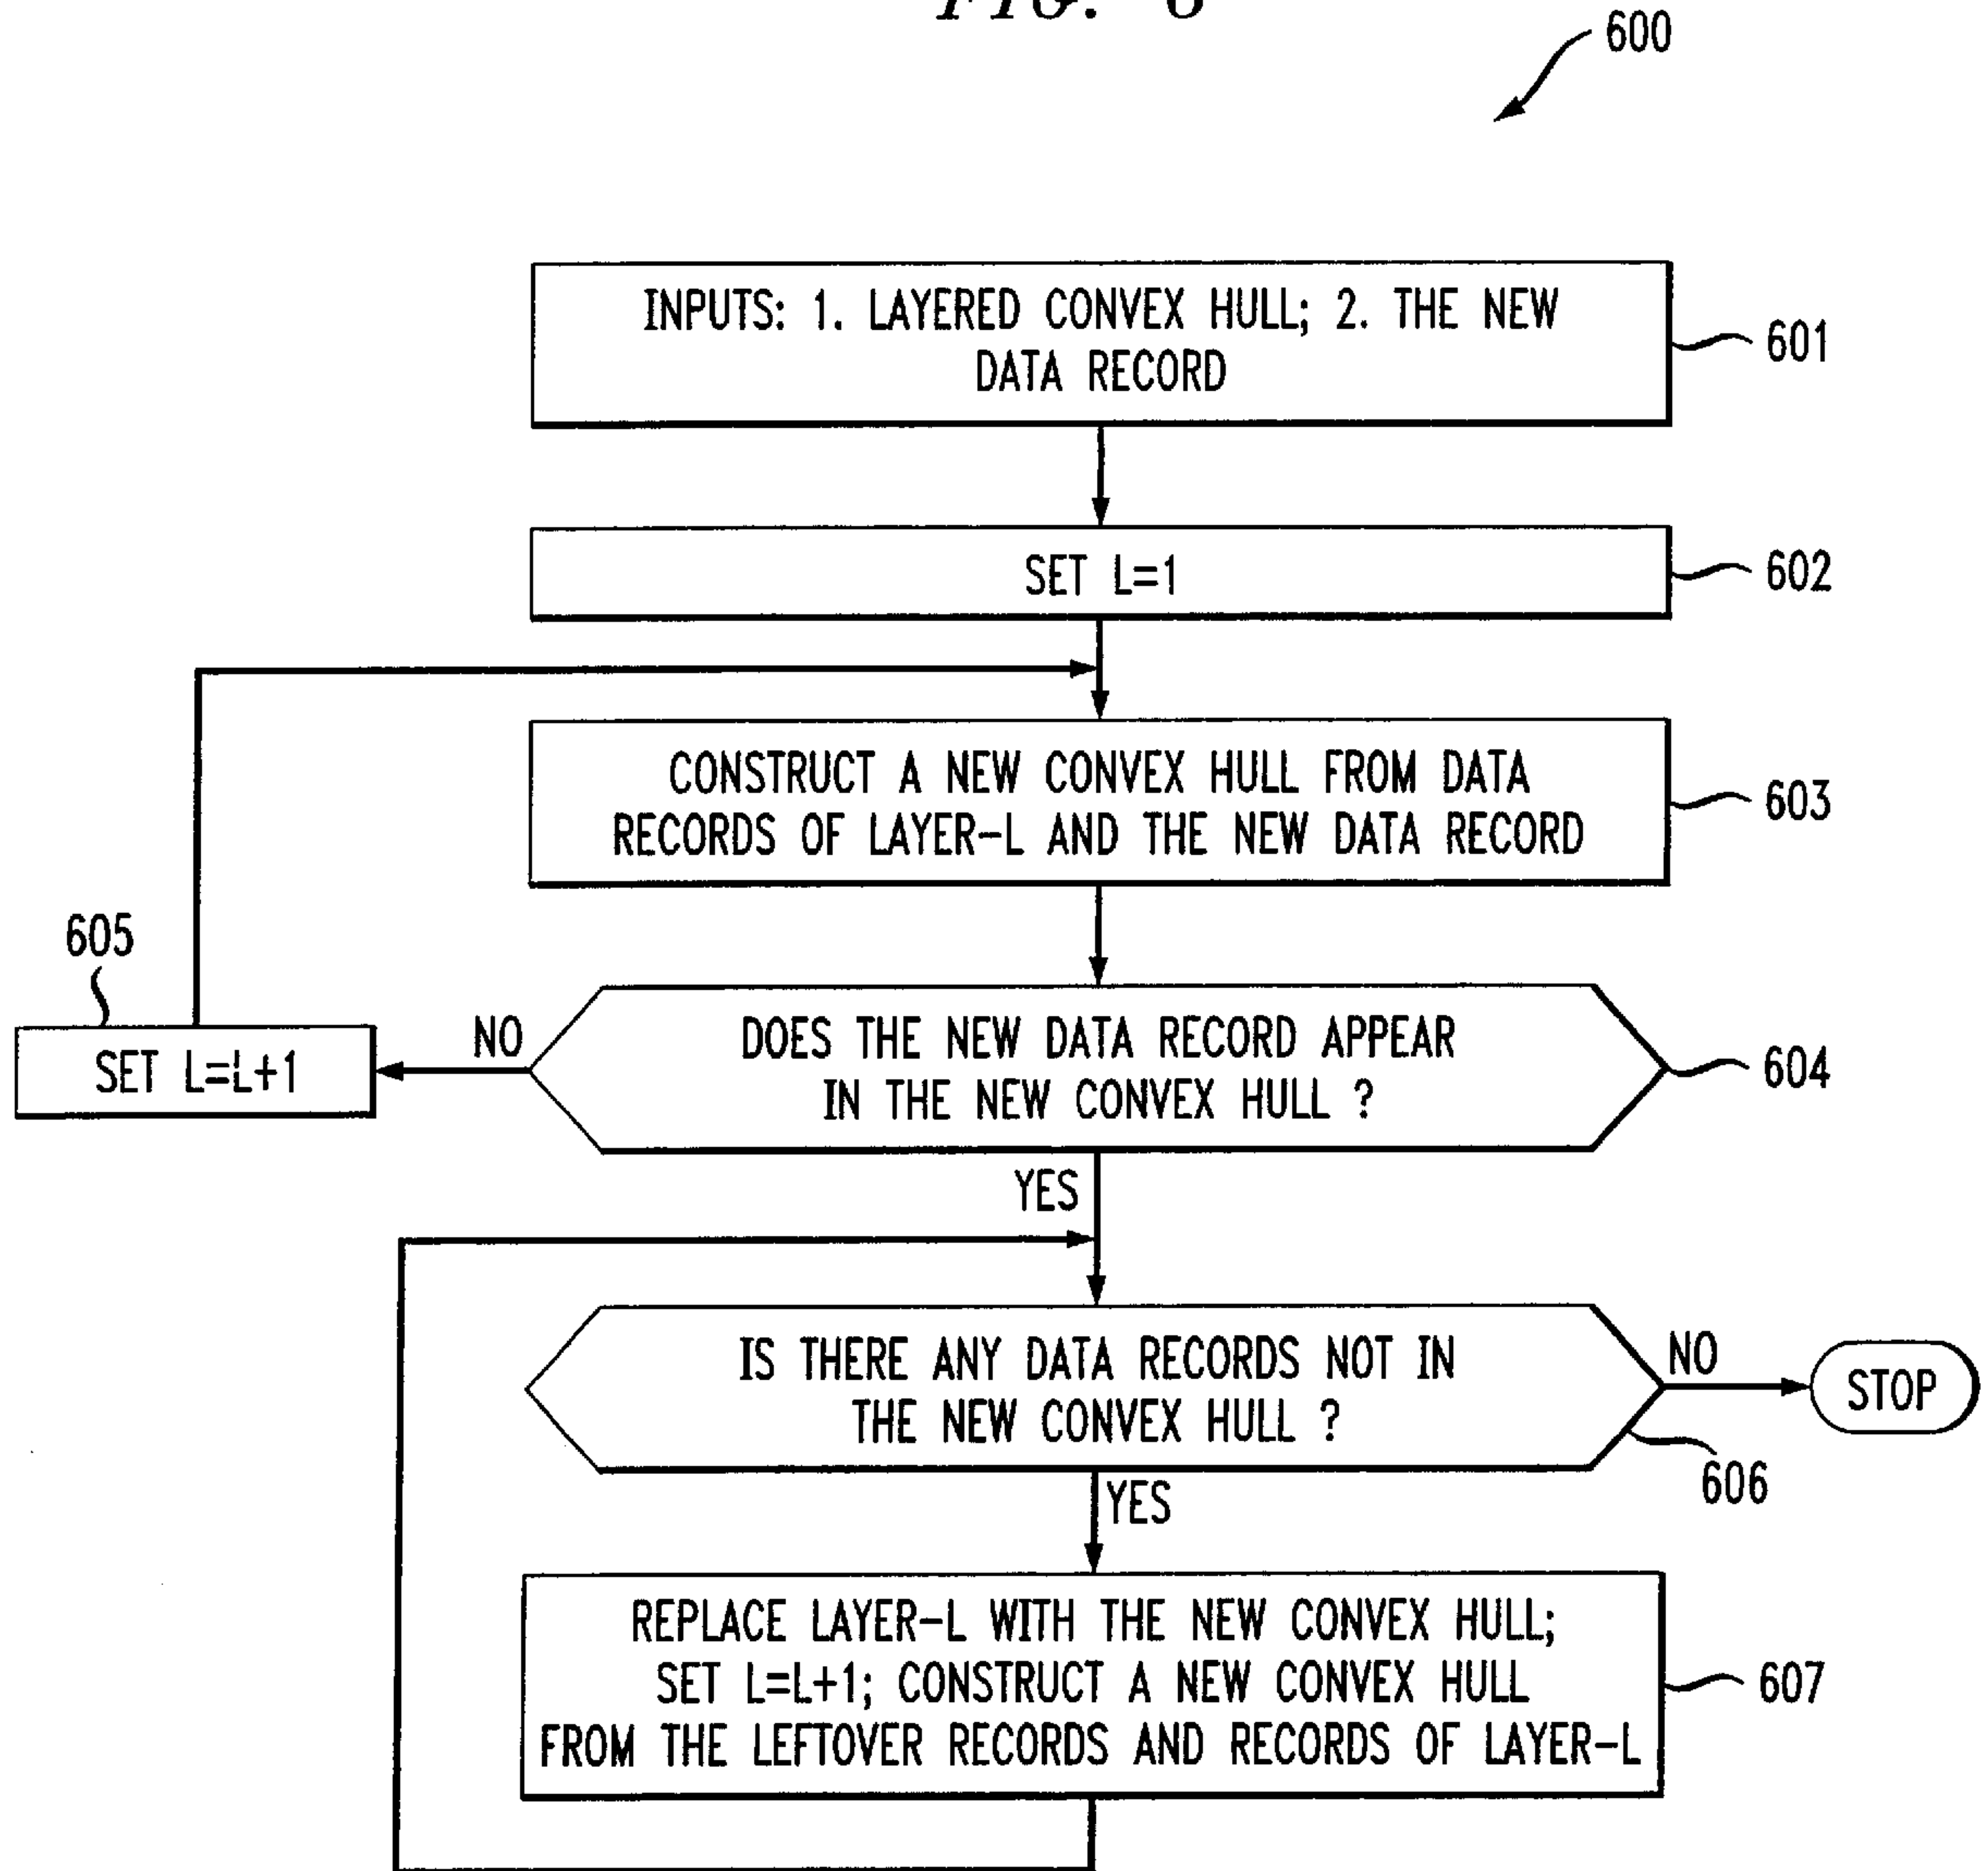 FIG. 6
600
INPUTS: 1. LAYERED CONVEX HULL; 2. THE NEW
DATA RECORD
601
SET L=1
602
CONSTRUCT A NEW CONVEX HULL FROM DATA
RECORDS OF LAYER-L AND THE NEW DATA RECORD
603
605
SET L=L+1
NO
DOES THE NEW DATA RECORD APPEAR
IN THE NEW CONVEX HULL ?
604
YES
IS THERE ANY DATA RECORDS NOT IN
THE NEW CONVEX HULL ?
NO
STOP
606
YES
REPLACE LAYER-L WITH THE NEW CONVEX HULL;
SET L=L+1; CONSTRUCT A NEW CONVEX HULL
FROM THE LEFTOVER RECORDS AND RECORDS OF LAYER-L
607